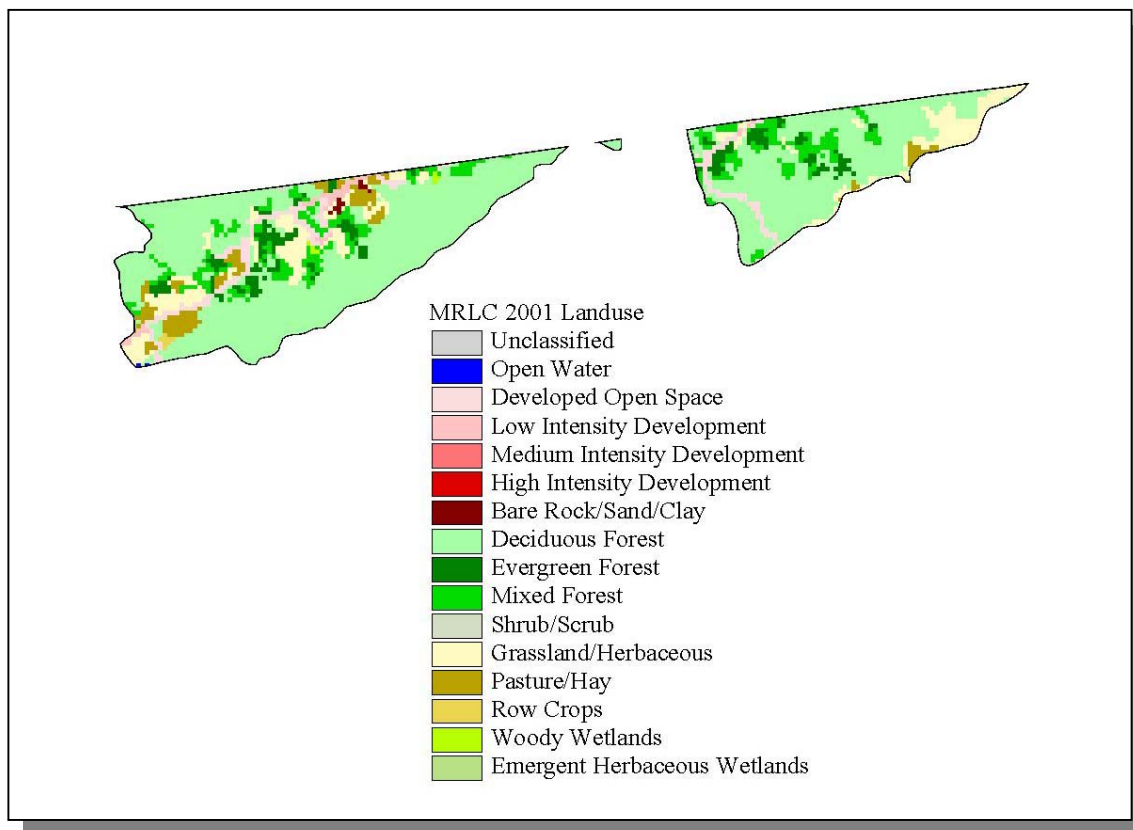 MRLC 2001 Landuse
Unclassified
Open Water
Developed Open Space
Low Intensity Development
Medium Intensity Development
High Intensity Development
Bare Rock/Sand/Clay
Deciduous Forest
Evergreen Forest
Mixed Forest
Shrub/Scrub
Grassland/Herbaceous
Pasture/Hay
Row Crops
Woody Wetlands
Emergent Herbaceous Wetlands